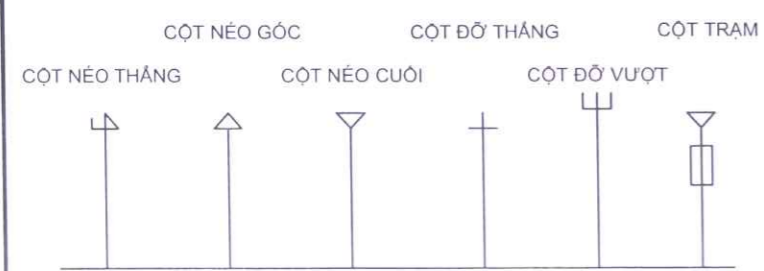 CỘT NÉO GÓC CỘT ĐỠ THẲNG CỘT TRẠM
CỘT NÉO THẲNG CỘT NÉO CUỐI CỘT ĐỠ VƯỢT